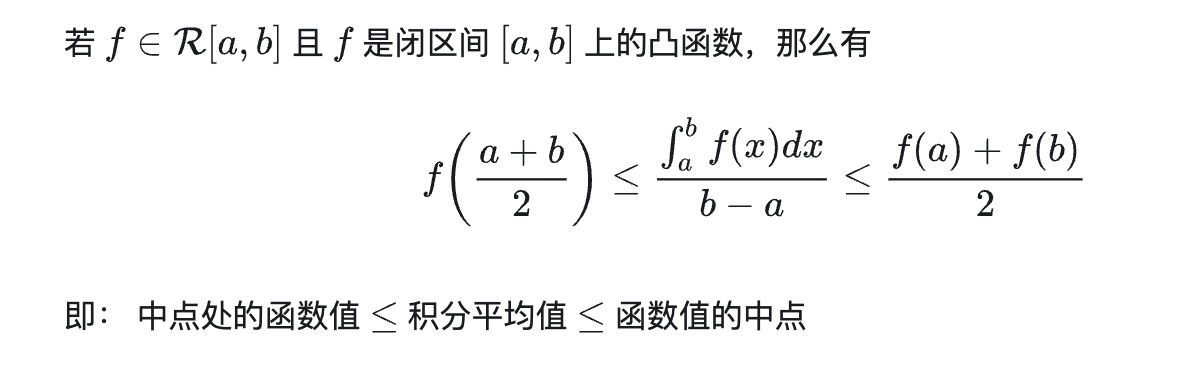 若 $f \in \mathcal{R}[a, b]$ 且 $f$ 是闭区间 $[a, b]$ 上的凸函数，那么有
$$f\left(\frac{a+b}{2}\right) \leq \frac{\int_a^b f(x)dx}{b-a} \leq \frac{f(a)+f(b)}{2}$$
即： 中点处的函数值 $\leq$ 积分平均值 $\leq$ 函数值的中点